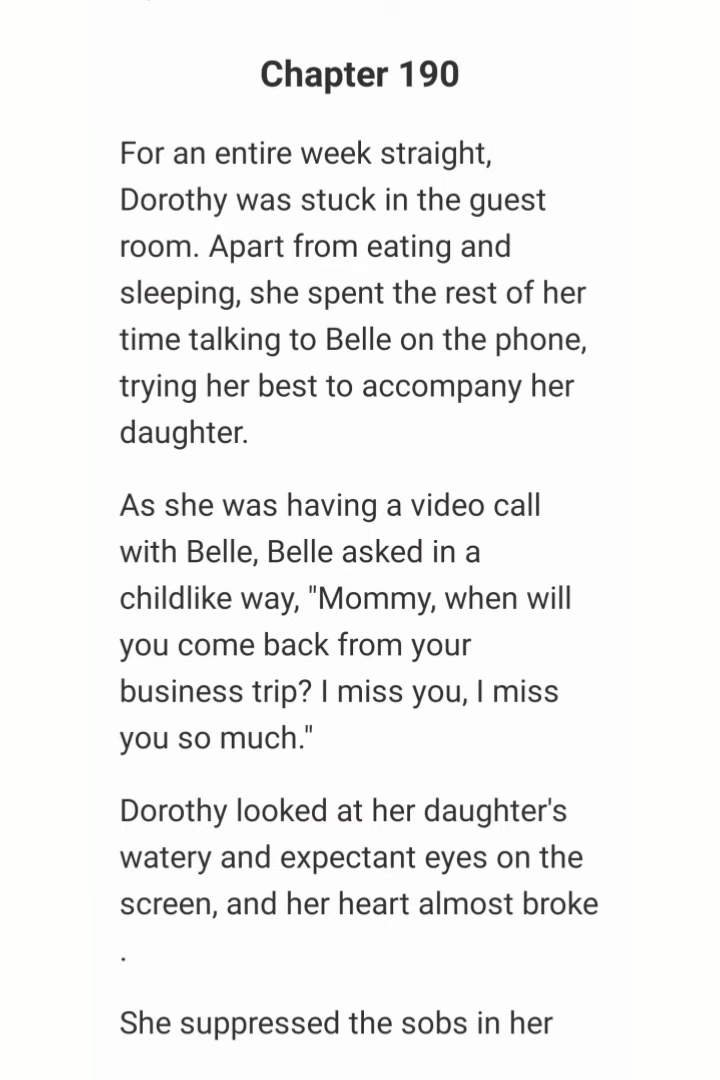 Chapter 190
For an entire week straight,
Dorothy was stuck in the guest
room. Apart from eating and
sleeping, she spent the rest of her
time talking to Belle on the phone,
trying her best to accompany her
daughter.
As she was having a video call
with Belle, Belle asked in a
childlike way, "Mommy, when will
you come back from your
business trip? I miss you, I miss
you so much."
Dorothy looked at her daughter's
watery and expectant eyes on the
screen, and her heart almost broke
.
She suppressed the sobs in her